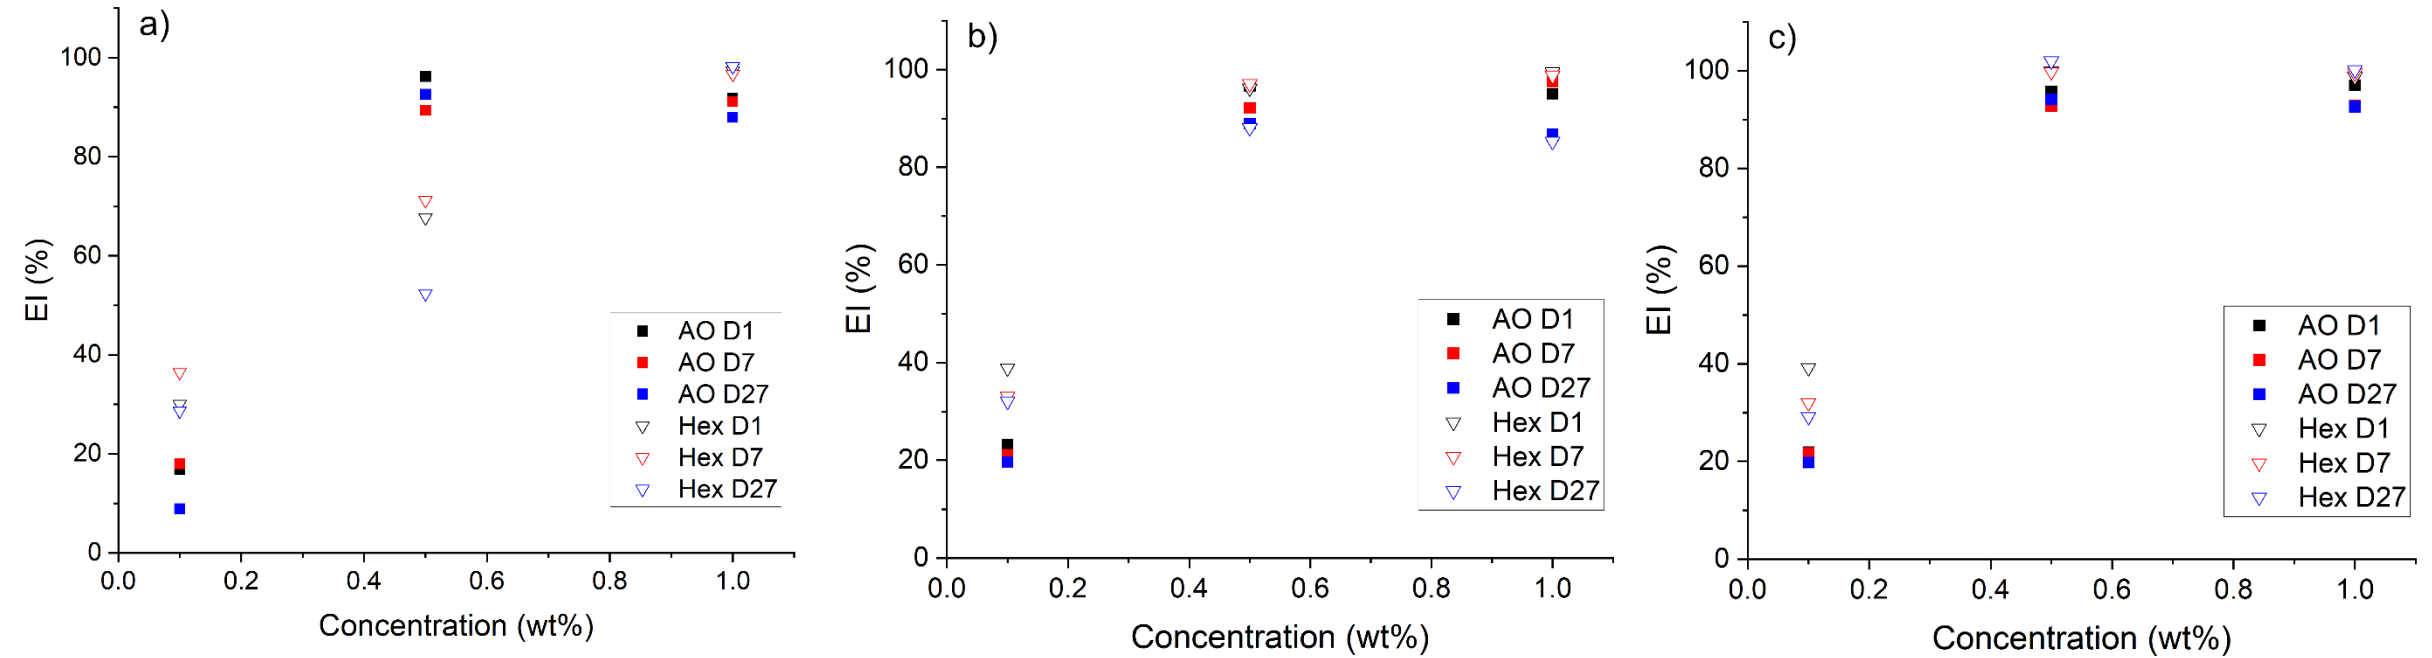 a)
100
80
60
40
20
0
EI (%)
0.0 0.2 0.4 0.6 0.8 1.0
Concentration (wt%)
AO D1
AO D7
AO D27
Hex D1
Hex D7
Hex D27
b)
100
80
60
40
20
0
EI (%)
0.0 0.2 0.4 0.6 0.8 1.0
Concentration (wt%)
AO D1
AO D7
AO D27
Hex D1
Hex D7
Hex D27
c)
100
80
60
40
20
0
EI (%)
0.0 0.2 0.4 0.6 0.8 1.0
Concentration (wt%)
AO D1
AO D7
AO D27
Hex D1
Hex D7
Hex D27